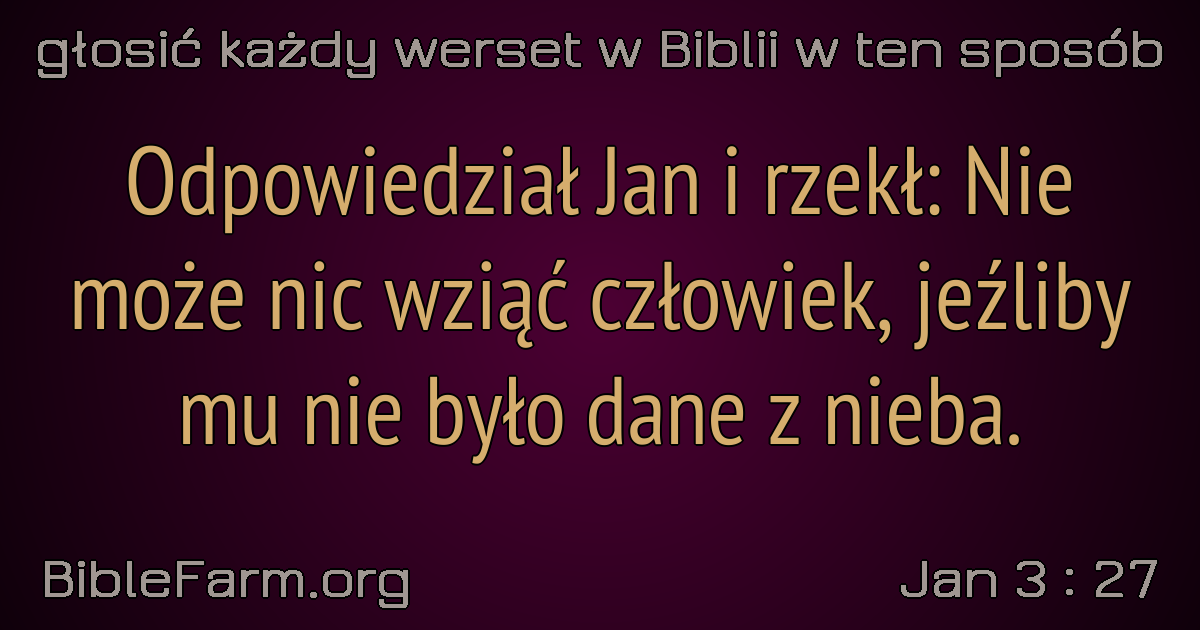 głosić każdy werset w Biblii w ten sposób
Odpowiedział Jan i rzekł: Nie
może nic wziąć człowiek, jeźliby
mu nie było dane z nieba.
BibleFarm.org
Jan 3 : 27